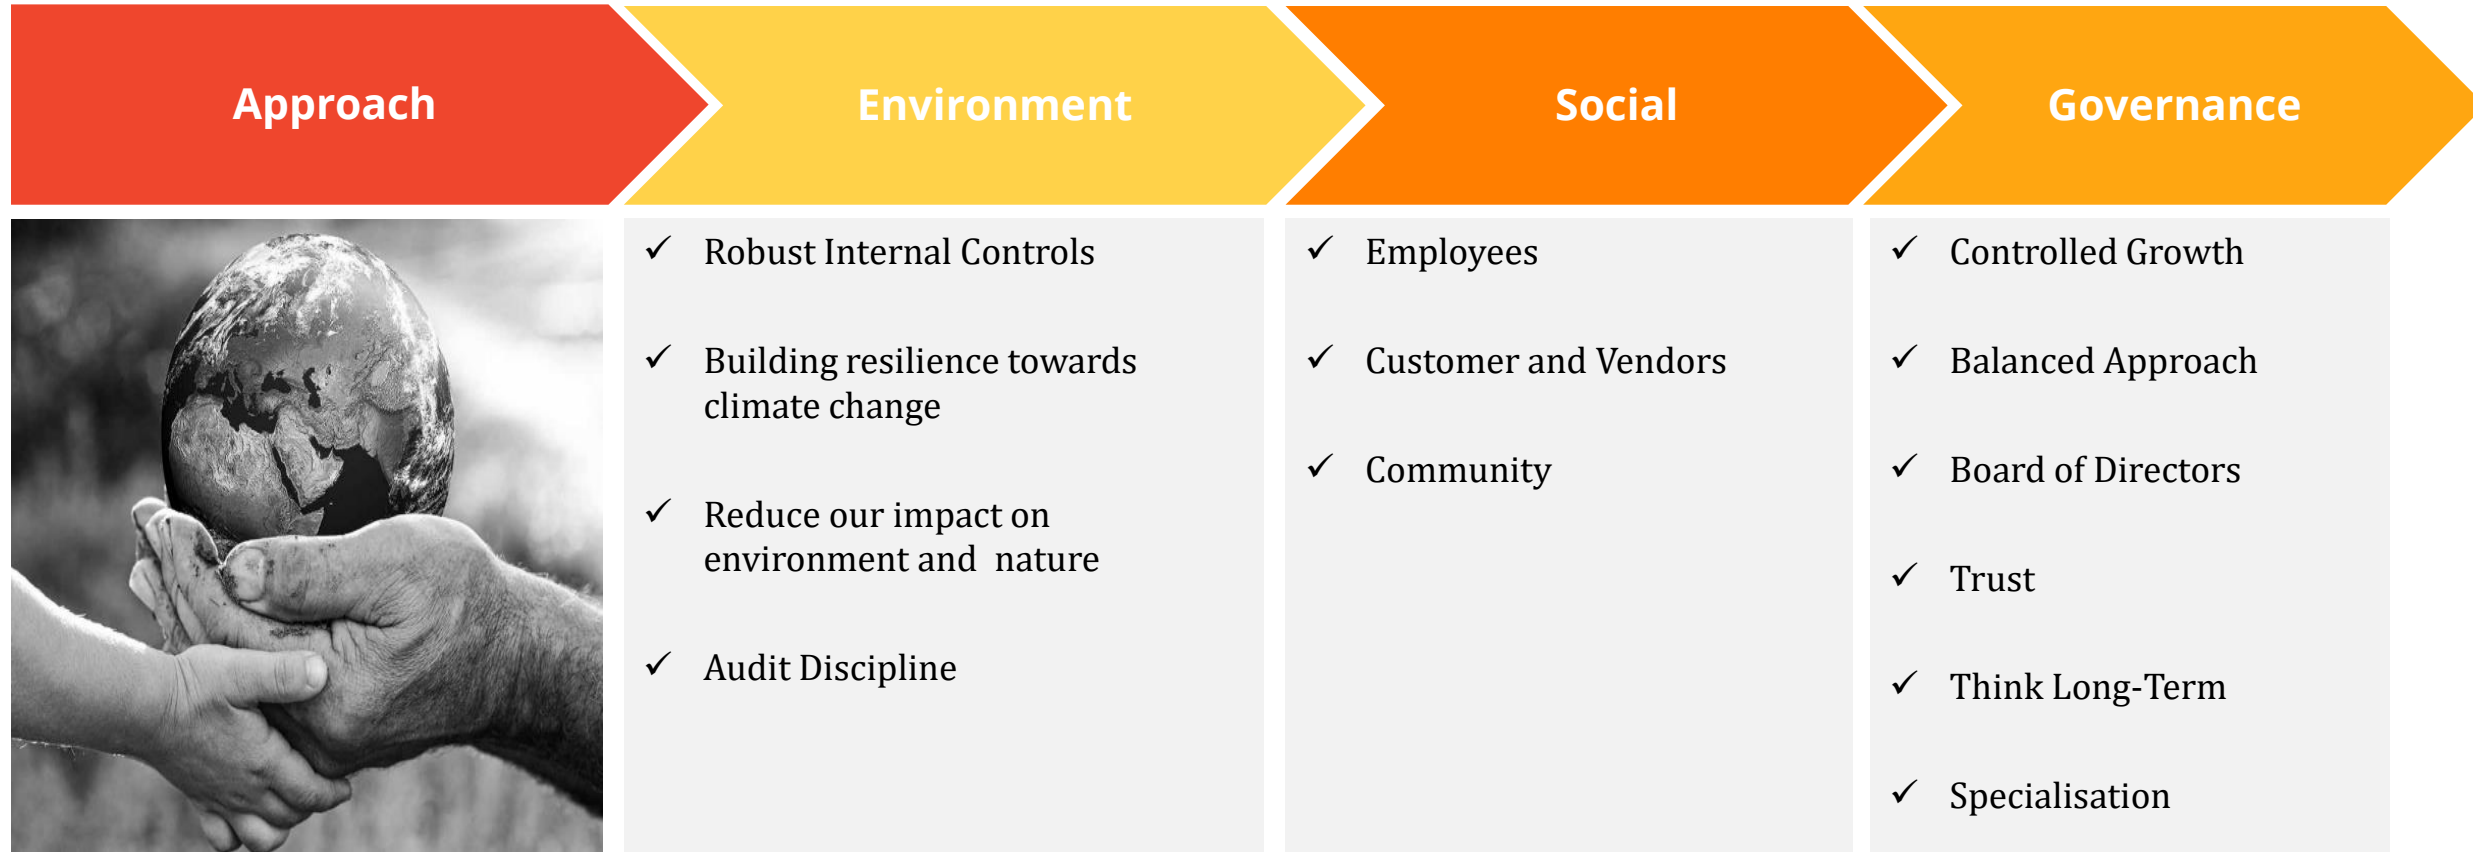 Approach
Environment
Social
Governance
✓ Robust Internal Controls
✓ Building resilience towards
climate change
✓ Reduce our impact on
environment and  nature
✓ Audit Discipline
✓ Employees
✓ Customer and Vendors
✓ Community
✓ Controlled Growth
✓ Balanced Approach
✓ Board of Directors
✓ Trust
✓ Think Long-Term
✓ Specialisation